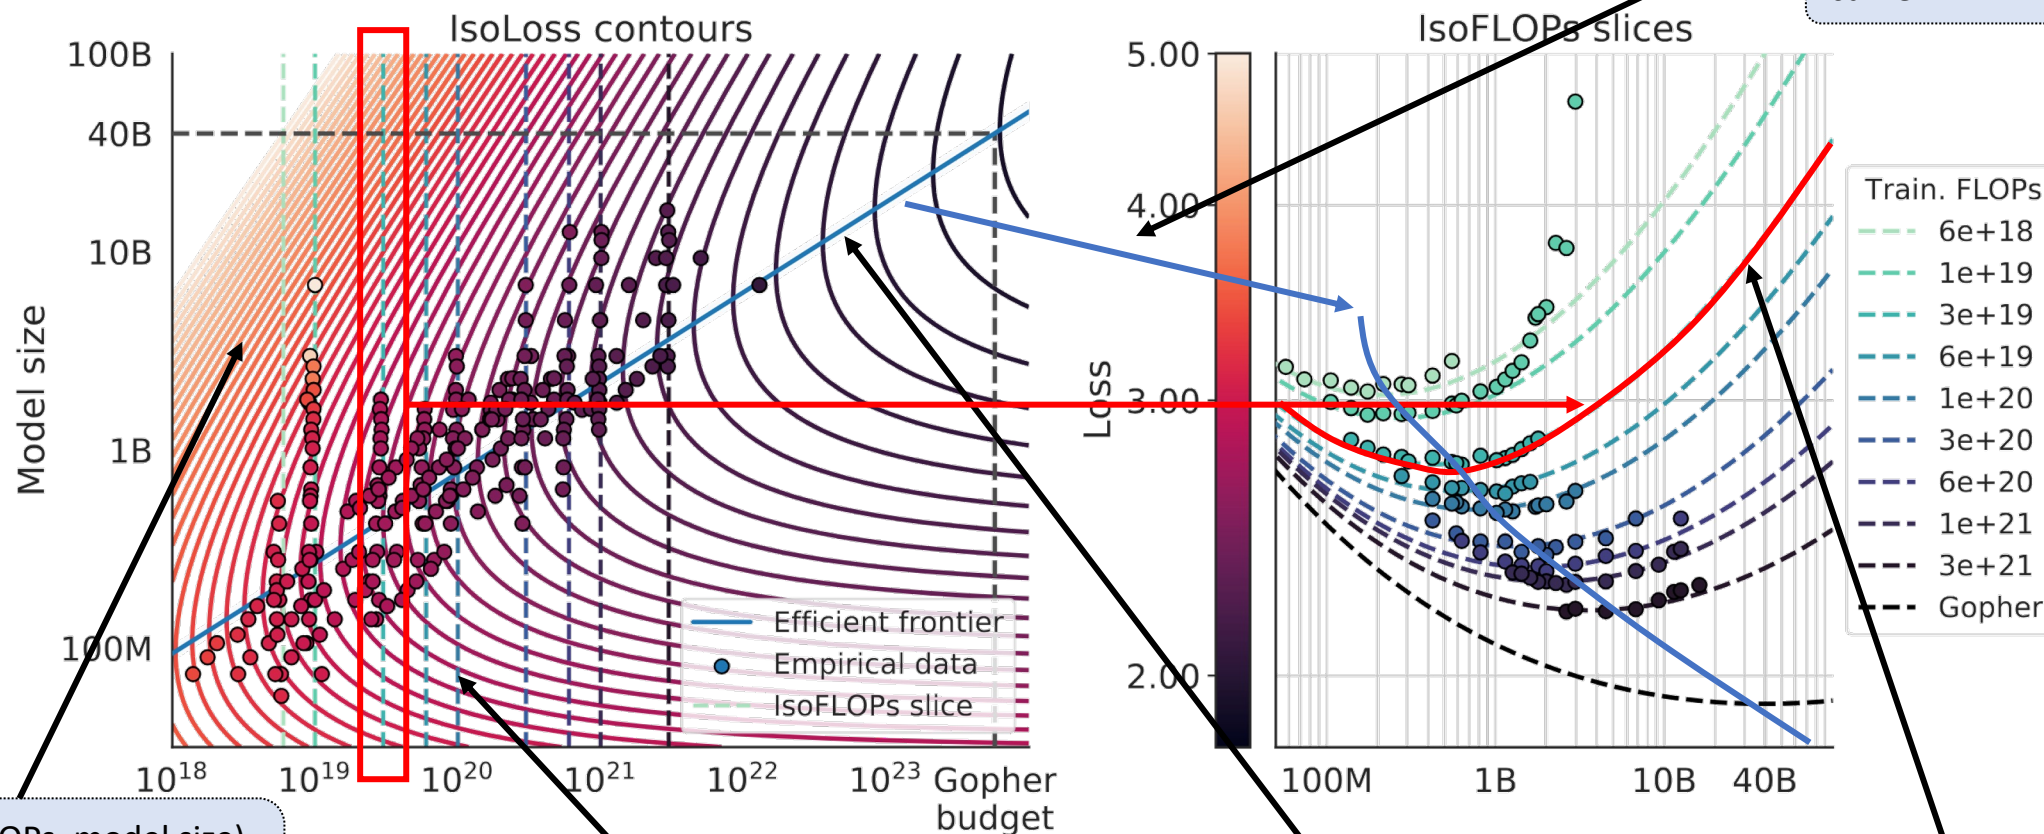 IsoLoss contours
100B
40B
10B
1B
100M
Model size
10^18
10^19
10^20
10^21
10^22
10^23
Gopher
budget
Efficient frontier
Empirical data
IsoFLOPs slice
model size)
5.00
4.00
3.00
2.00
Loss
IsoFLOPs slices
100M
1B
10B
40B
Train. FLOPs
6e+18
1e+19
3e+19
6e+19
1e+20
3e+20
6e+20
1e+21
3e+21
Gopher